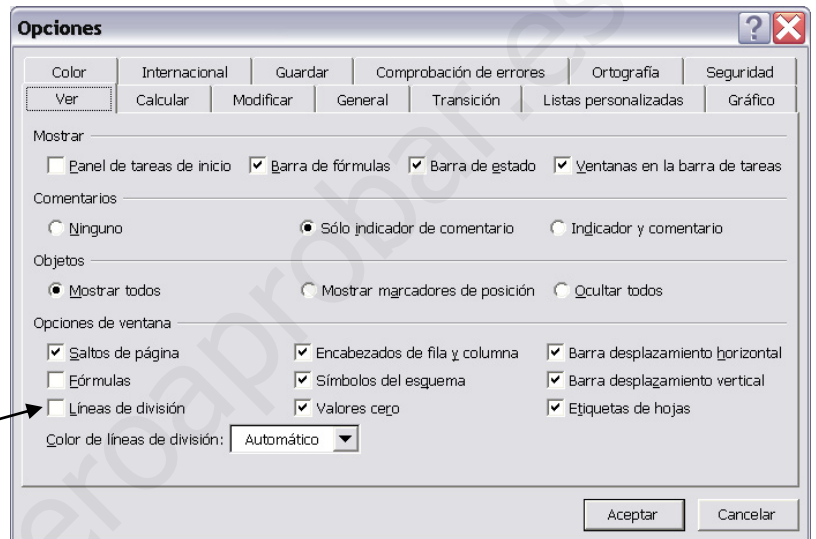 Opciones
Color Internacional Guardar Comprobación de errores Ortografía Seguridad
Ver Calcular Modificar General Transición Listas personalizadas Gráfico
Mostrar
Panel de tareas de inicio Barra de fórmulas Barra de estado Ventanas en la barra de tareas
Comentarios
Ninguno Sólo indicador de comentario Indicador y comentario
Objetos
Mostrar todos Mostrar marcadores de posición Ocultar todos
Opciones de ventana
Saltos de página Encabezados de fila y columna Barra desplazamiento horizontal
Fórmulas Símbolos del esquema Barra desplazamiento vertical
Líneas de división Valores cero Etiquetas de hojas
Color de líneas de división: Automático
Aceptar Cancelar
eroaprobar.es